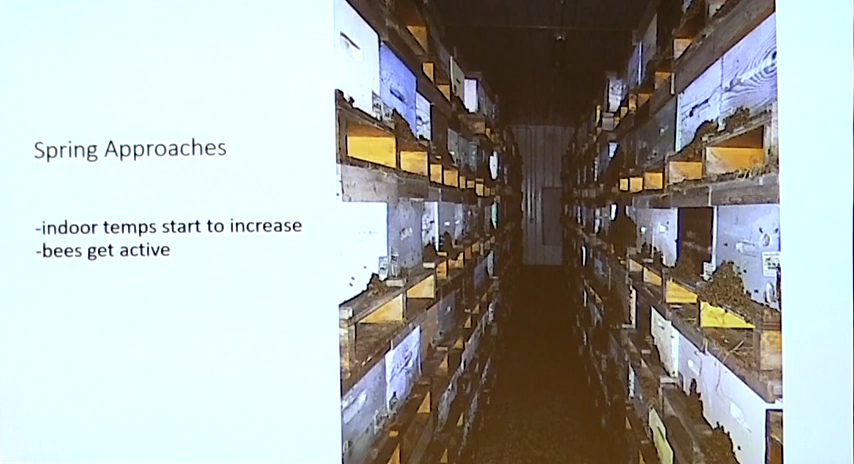 Spring Approaches
-indoor temps start to increase
-bees get active